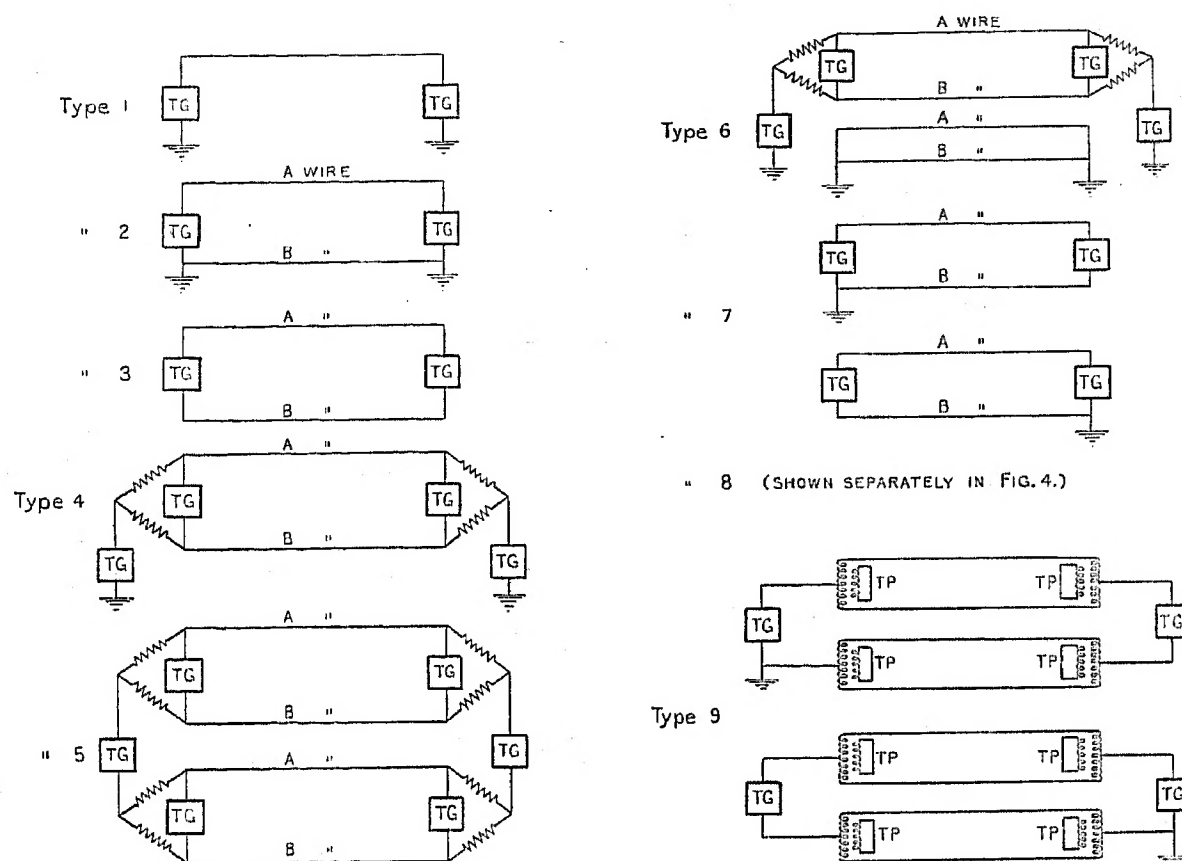 Type 1
TG
TG
A WIRE
" 2
TG
TG
B "
A "
" 3
TG
TG
B "
A "
Type 4
TG
TG
B "
TG
TG
A "
TG
TG
B "
" 5
TG
TG
A "
TG
TG
B "
A WIRE
TG
TG
B "
Type 6
TG
TG
A "
B "
A "
TG
TG
B "
" 7
A "
TG
TG
B "
" 8 (SHOWN SEPARATELY IN FIG. 4.)
TP
TP
TG
TG
TP
TP
Type 9
TP
TP
TG
TG
TP
TP